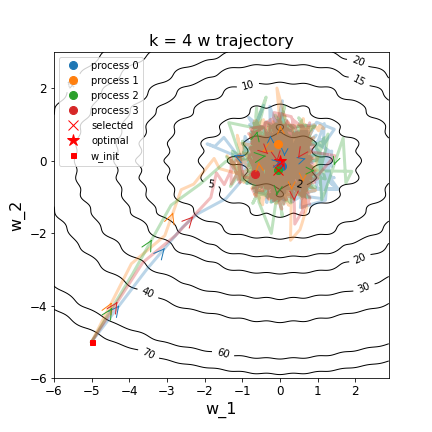 k = 4 w trajectory
process 0
process 1
process 2
process 3
selected
optimal
w_init
20
15
10
5
2
20
30
40
60
70
2
0
−2
−4
−6
w_2
−6 −5 −4 −3 −2 −1 0 1 2
w_1